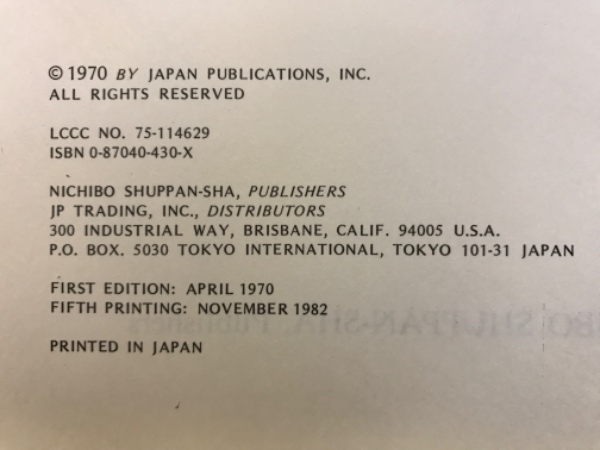 © 1970 BY JAPAN PUBLICATIONS, INC.
ALL RIGHTS RESERVED
LCCC NO. 75-114629
ISBN 0-87040-430-X
NICHIBO SHUPPAN-SHA, PUBLISHERS
JP TRADING, INC., DISTRIBUTORS
300 INDUSTRIAL WAY, BRISBANE, CALIF. 94005 U.S.A.
P.O. BOX. 5030 TOKYO INTERNATIONAL, TOKYO 101-31 JAPAN
FIRST EDITION: APRIL 1970
FIFTH PRINTING: NOVEMBER 1982
PRINTED IN JAPAN